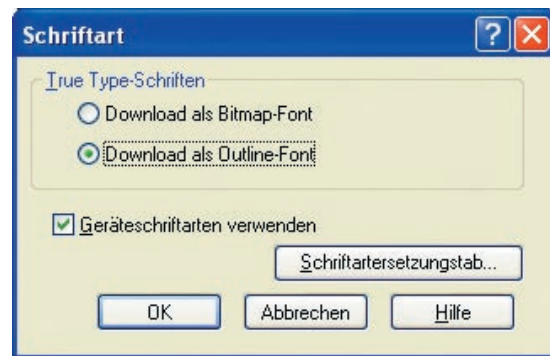 Schriftart
True Type-Schriften
Download als Bitmap-Font
Download als Outline-Font
Geräteschriftarten verwenden
Schriftartersetzungstab...
OK Abbrechen Hilfe